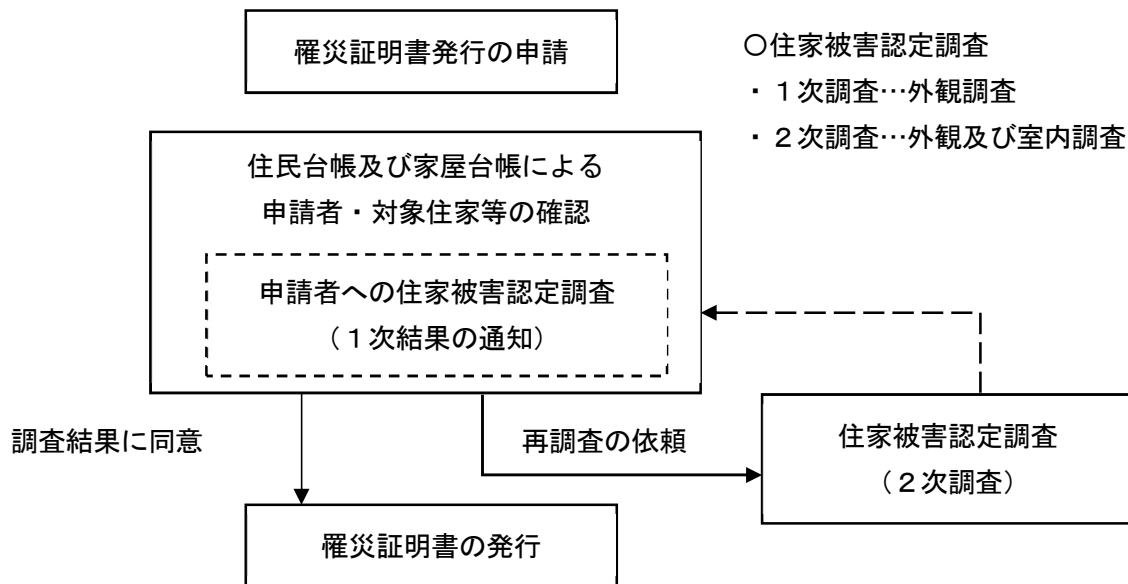 罹災証明書発行の申請
○住家被害認定調査
・１次調査…外観調査
・２次調査…外観及び室内調査
住民台帳及び家屋台帳による
申請者・対象住家等の確認
申請者への住家被害認定調査
（１次結果の通知）
調査結果に同意
再調査の依頼
住家被害認定調査
（２次調査）
罹災証明書の発行